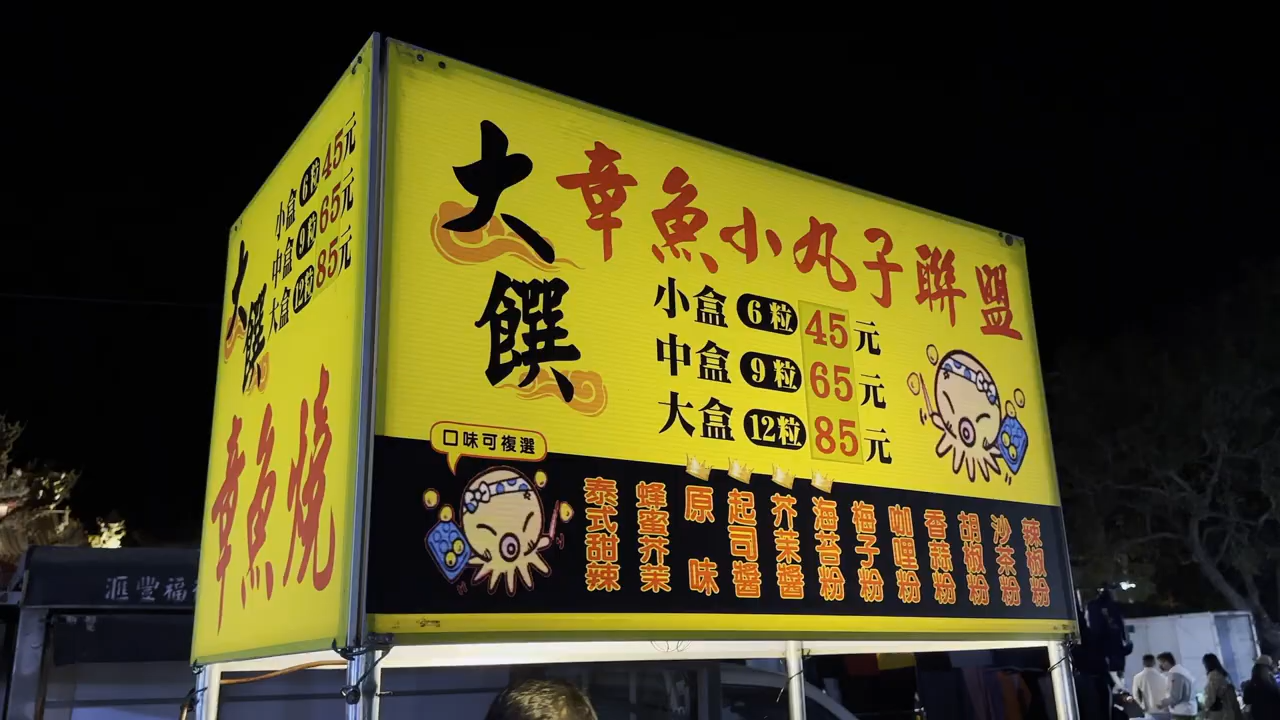 小盒 6粒 45元
中盒 9粒 65元
大盒 12粒 85元
大饌
章魚燒
大饌
章魚小丸子聯盟
小盒 6粒 45元
中盒 9粒 65元
大盒 12粒 85元
口味可複選
泰式甜辣
蜂蜜芥茉
原味
起司醬
芥茉醬
海苔粉
梅子粉
咖哩粉
香蒜粉
胡椒粉
沙茶粉
辣椒粉
滙豐福